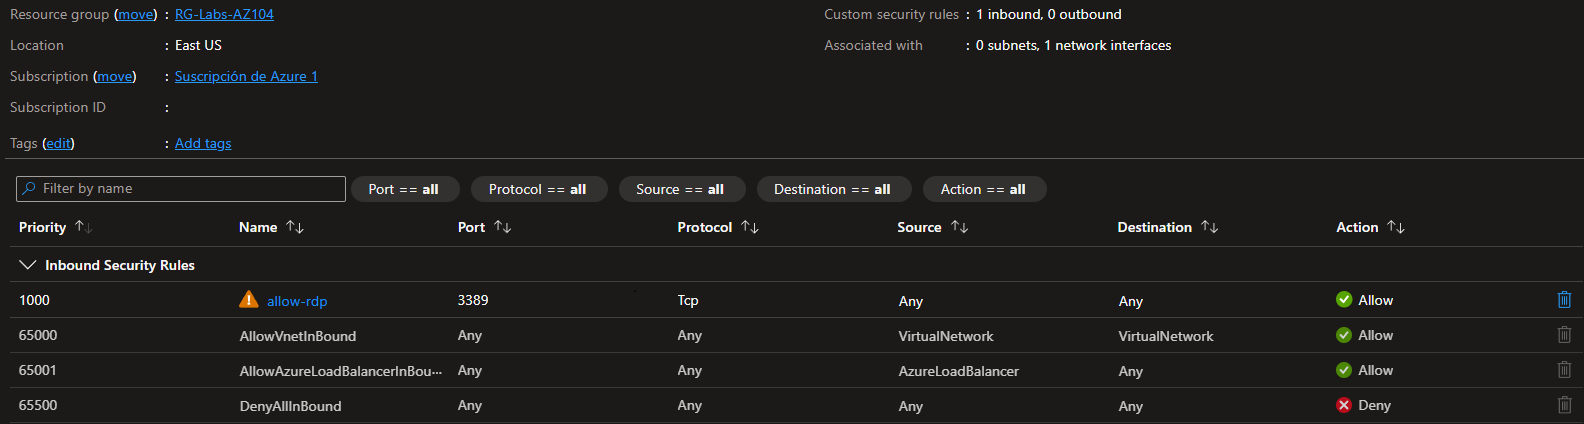 Resource group (move) : RG-Labs-AZ104
Custom security rules : 1 inbound, 0 outbound
Location : East US
Associated with : 0 subnets, 1 network interfaces
Subscription (move) : Suscripción de Azure 1
Subscription ID :
Tags (edit) : Add tags
Filter by name Port == all Protocol == all Source == all Destination == all Action == all
Priority Name Port Protocol Source Destination Action
Inbound Security Rules
1000 allow-rdp 3389 Tcp Any Any Allow
65000 AllowVnetInBound Any Any VirtualNetwork VirtualNetwork Allow
65001 AllowAzureLoadBalancerInBou··· Any Any AzureLoadBalancer Any Allow
65500 DenyAllInBound Any Any Any Any Deny